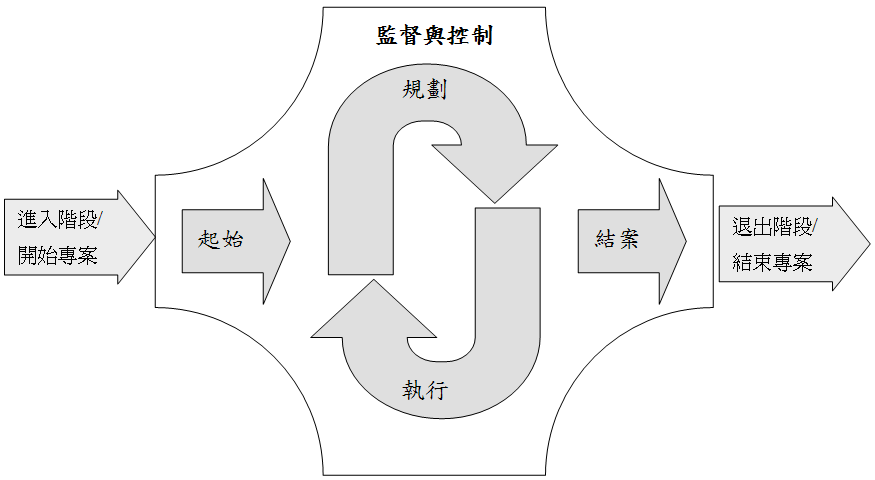 監督與控制
規劃
進入階段/
開始專案
起始
結案
退出階段/
結束專案
執行